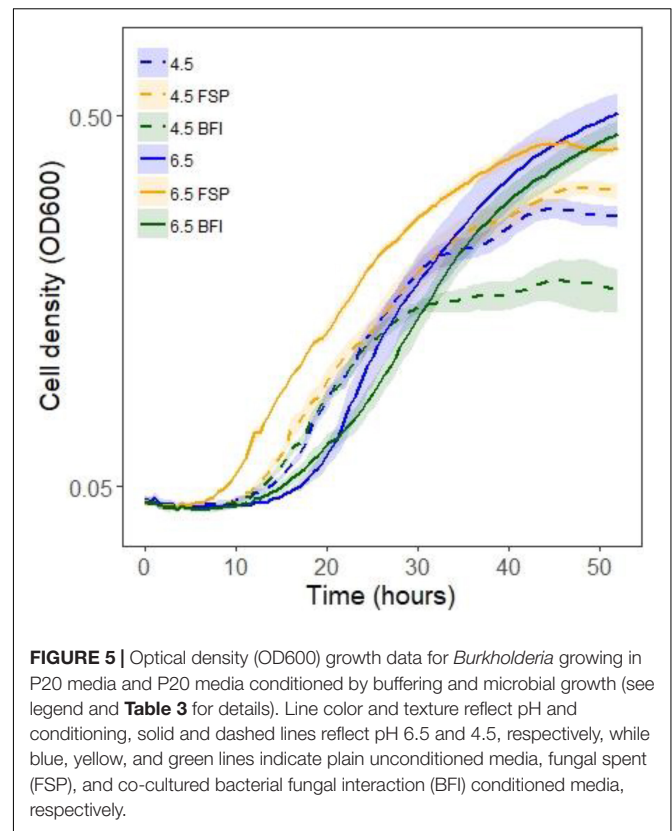 4.5
4.5 FSP
4.5 BFI
6.5
6.5 FSP
6.5 BFI
0.50
0.05
Cell density (OD600)
0 10 20 30 40 50
Time (hours)
FIGURE 5 | Optical density (OD600) growth data for Burkholderia growing in
P20 media and P20 media conditioned by buffering and microbial growth (see
legend and Table 3 for details). Line color and texture reflect pH and
conditioning, solid and dashed lines reflect pH 6.5 and 4.5, respectively, while
blue, yellow, and green lines indicate plain unconditioned media, fungal spent
(FSP), and co-cultured bacterial fungal interaction (BFI) conditioned media,
respectively.